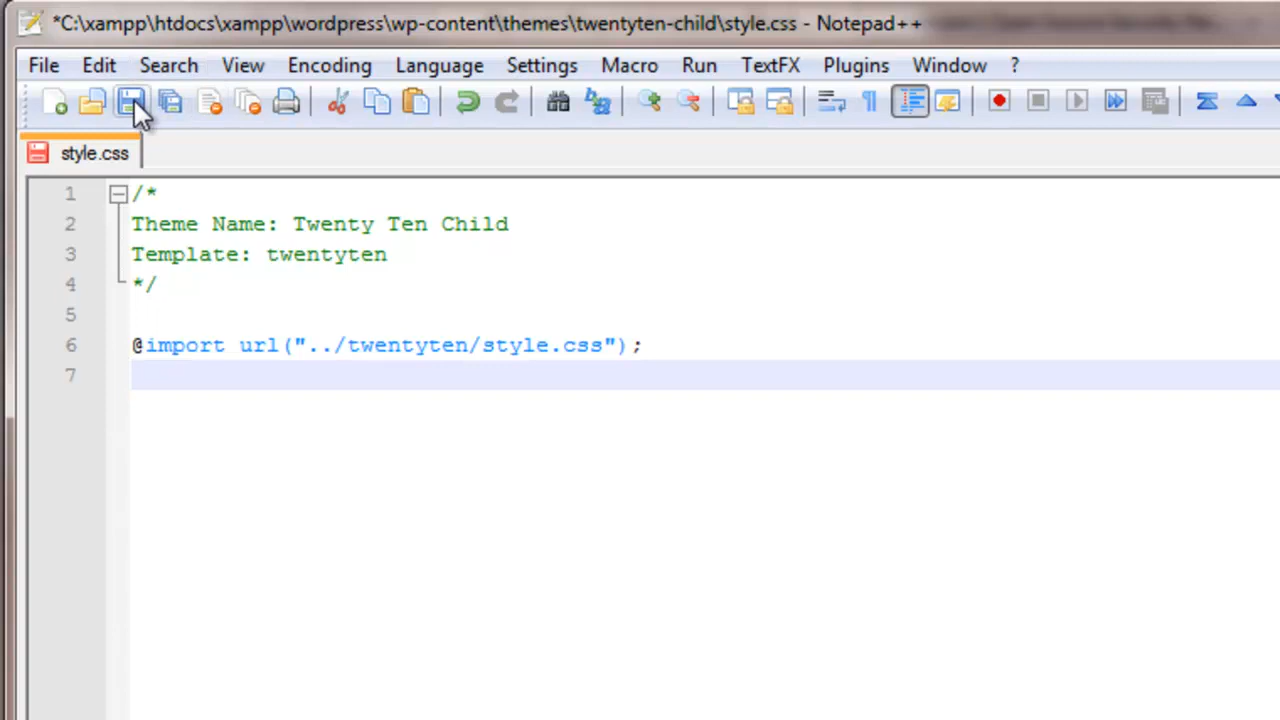 *C:\xampp\htdocs\xampp\wordpress\wp-content\themes\twentyten-child\style.css - Notepad++
File Edit Search View Encoding Language Settings Macro Run TextFX Plugins Window ?
style.css
1 /*
2 Theme Name: Twenty Ten Child
3 Template: twentyten
4 */
5
6 @import url("../twentyten/style.css");
7